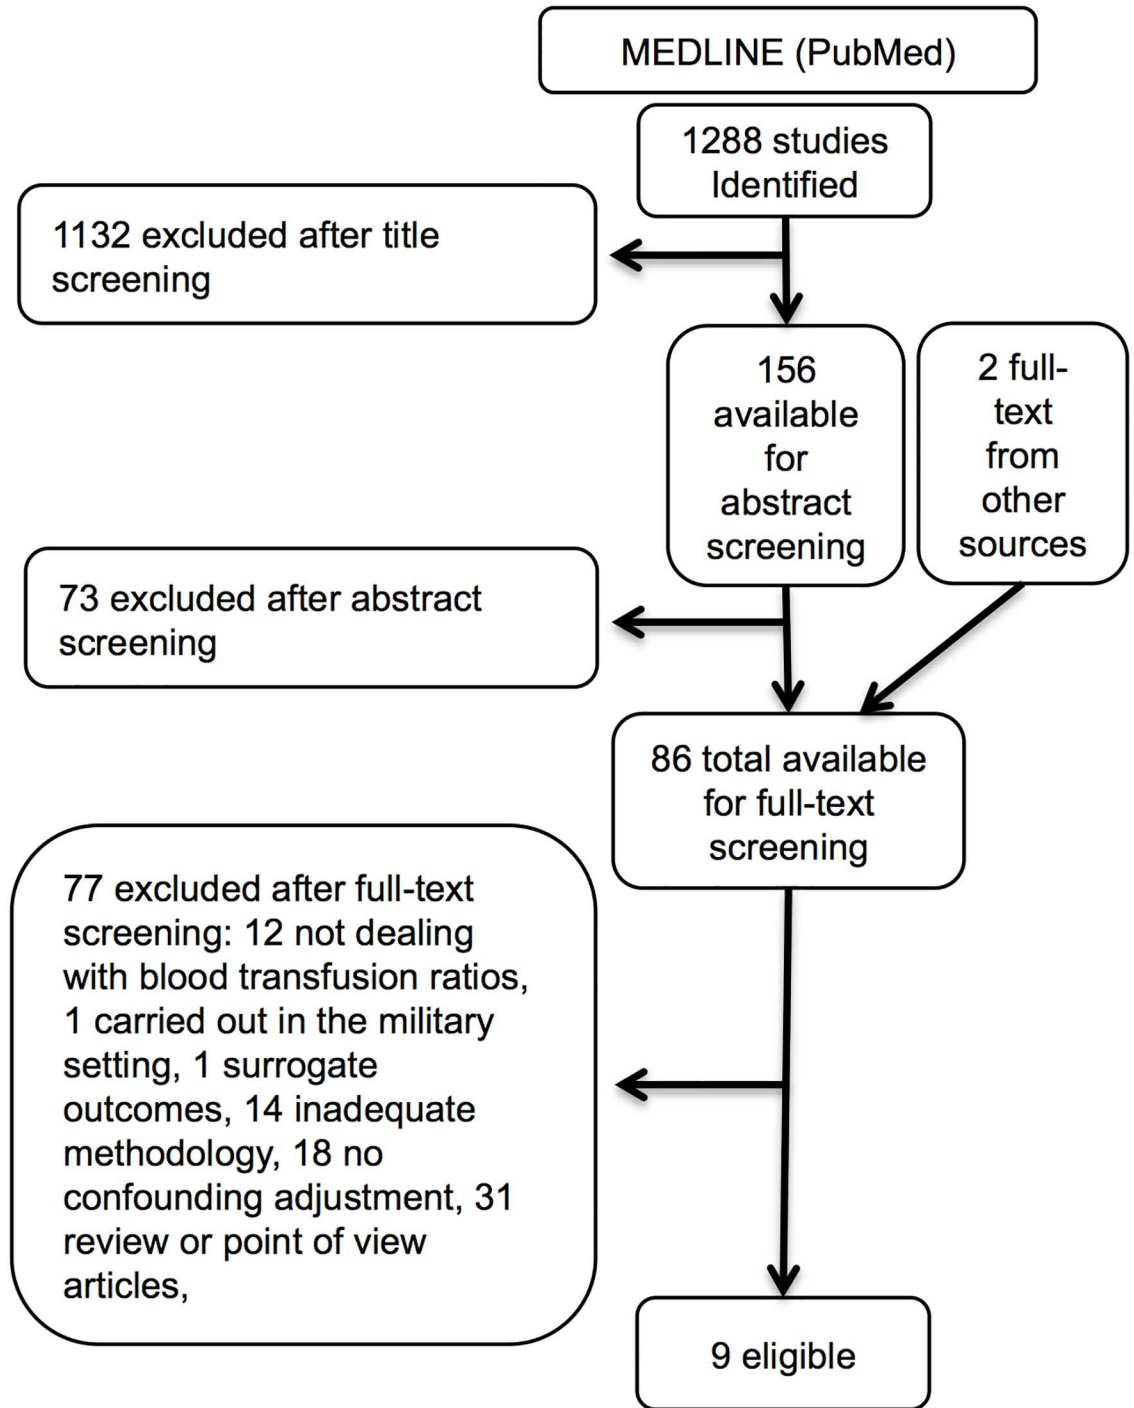 MEDLINE (PubMed)
1288 studies
Identified
1132 excluded after title
screening
156
available
for
abstract
screening
2 full-
text
from
other
sources
73 excluded after abstract
screening
86 total available
for full-text
screening
77 excluded after full-text
screening: 12 not dealing
with blood transfusion ratios,
1 carried out in the military
setting, 1 surrogate
outcomes, 14 inadequate
methodology, 18 no
confounding adjustment, 31
review or point of view
articles,
9 eligible